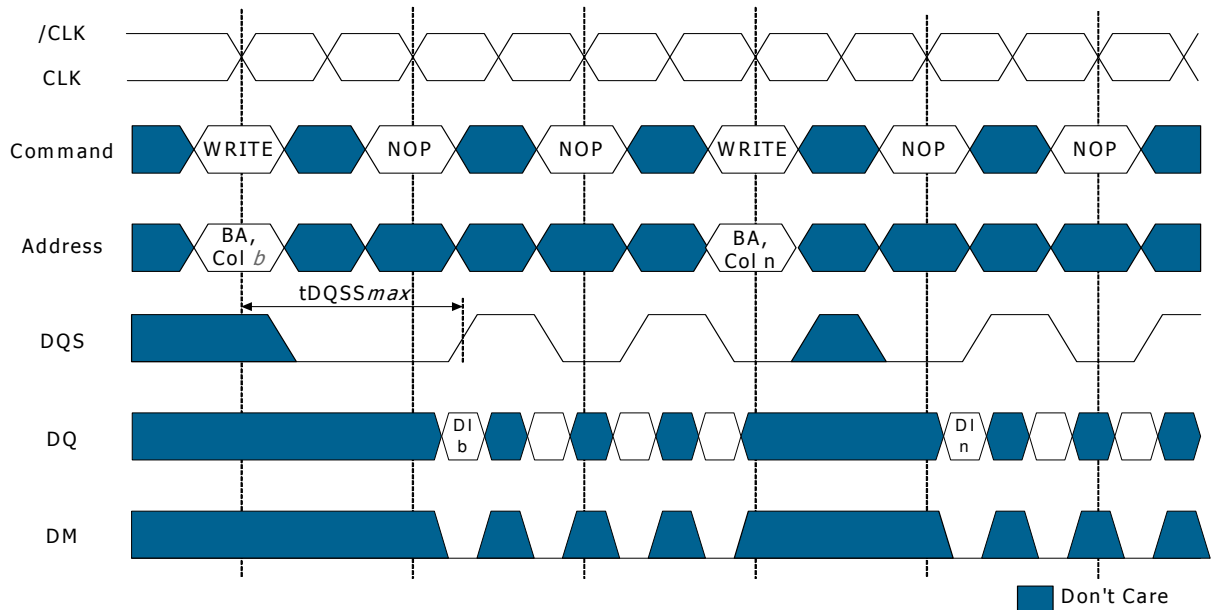 /CLK
CLK
Command
WRITE
NOP
NOP
WRITE
NOP
NOP
Address
BA,
Col b
BA,
Col n
tDQSSmax
DQS
DQ
DI
b
DI
n
DM
Don't Care